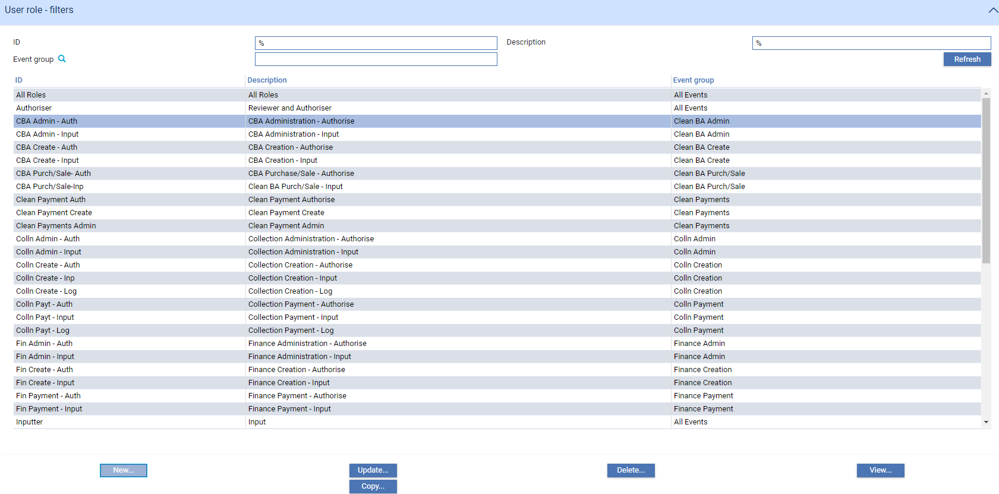 User role - filters
ID % Description %
Event group Refresh
ID Description Event group
All Roles All Roles All Events
Authoriser Reviewer and Authoriser All Events
CBA Admin - Auth CBA Administration - Authorise Clean BA Admin
CBA Admin - Input CBA Administration - Input Clean BA Admin
CBA Create - Auth CBA Creation - Authorise Clean BA Create
CBA Create - Input CBA Creation - Input Clean BA Create
CBA Purch/Sale- Auth CBA Purchase/Sale - Authorise Clean BA Purch/Sale
CBA Purch/Sale-Inp Clean BA Purch/Sale - Input Clean BA Purch/Sale
Clean Payment Auth Clean Payment Authorise Clean Payments
Clean Payment Create Clean Payment Create Clean Payments
Clean Payments Admin Clean Payment Admin Clean Payments
Colln Admin - Auth Collection Administration - Authorise Colln Admin
Colln Admin - Input Collection Administration - Input Colln Admin
Colln Create - Auth Collection Creation - Authorise Colln Creation
Colln Create - Inp Collection Creation - Input Colln Creation
Colln Create - Log Collection Creation - Log Colln Creation
Colln Payt - Auth Collection Payment - Authorise Colln Payment
Colln Payt - Input Collection Payment - Input Colln Payment
Colln Payt - Log Collection Payment - Log Colln Payment
Fin Admin - Auth Finance Administration - Authorise Finance Admin
Fin Admin - Input Finance Administration - Input Finance Admin
Fin Create - Auth Finance Creation - Authorise Finance Creation
Fin Create - Input Finance Creation - Input Finance Creation
Fin Payment - Auth Finance Payment - Authorise Finance Payment
Fin Payment - Input Finance Payment - Input Finance Payment
Inputter Input All Events
New... Update... Delete... View...
Copy...